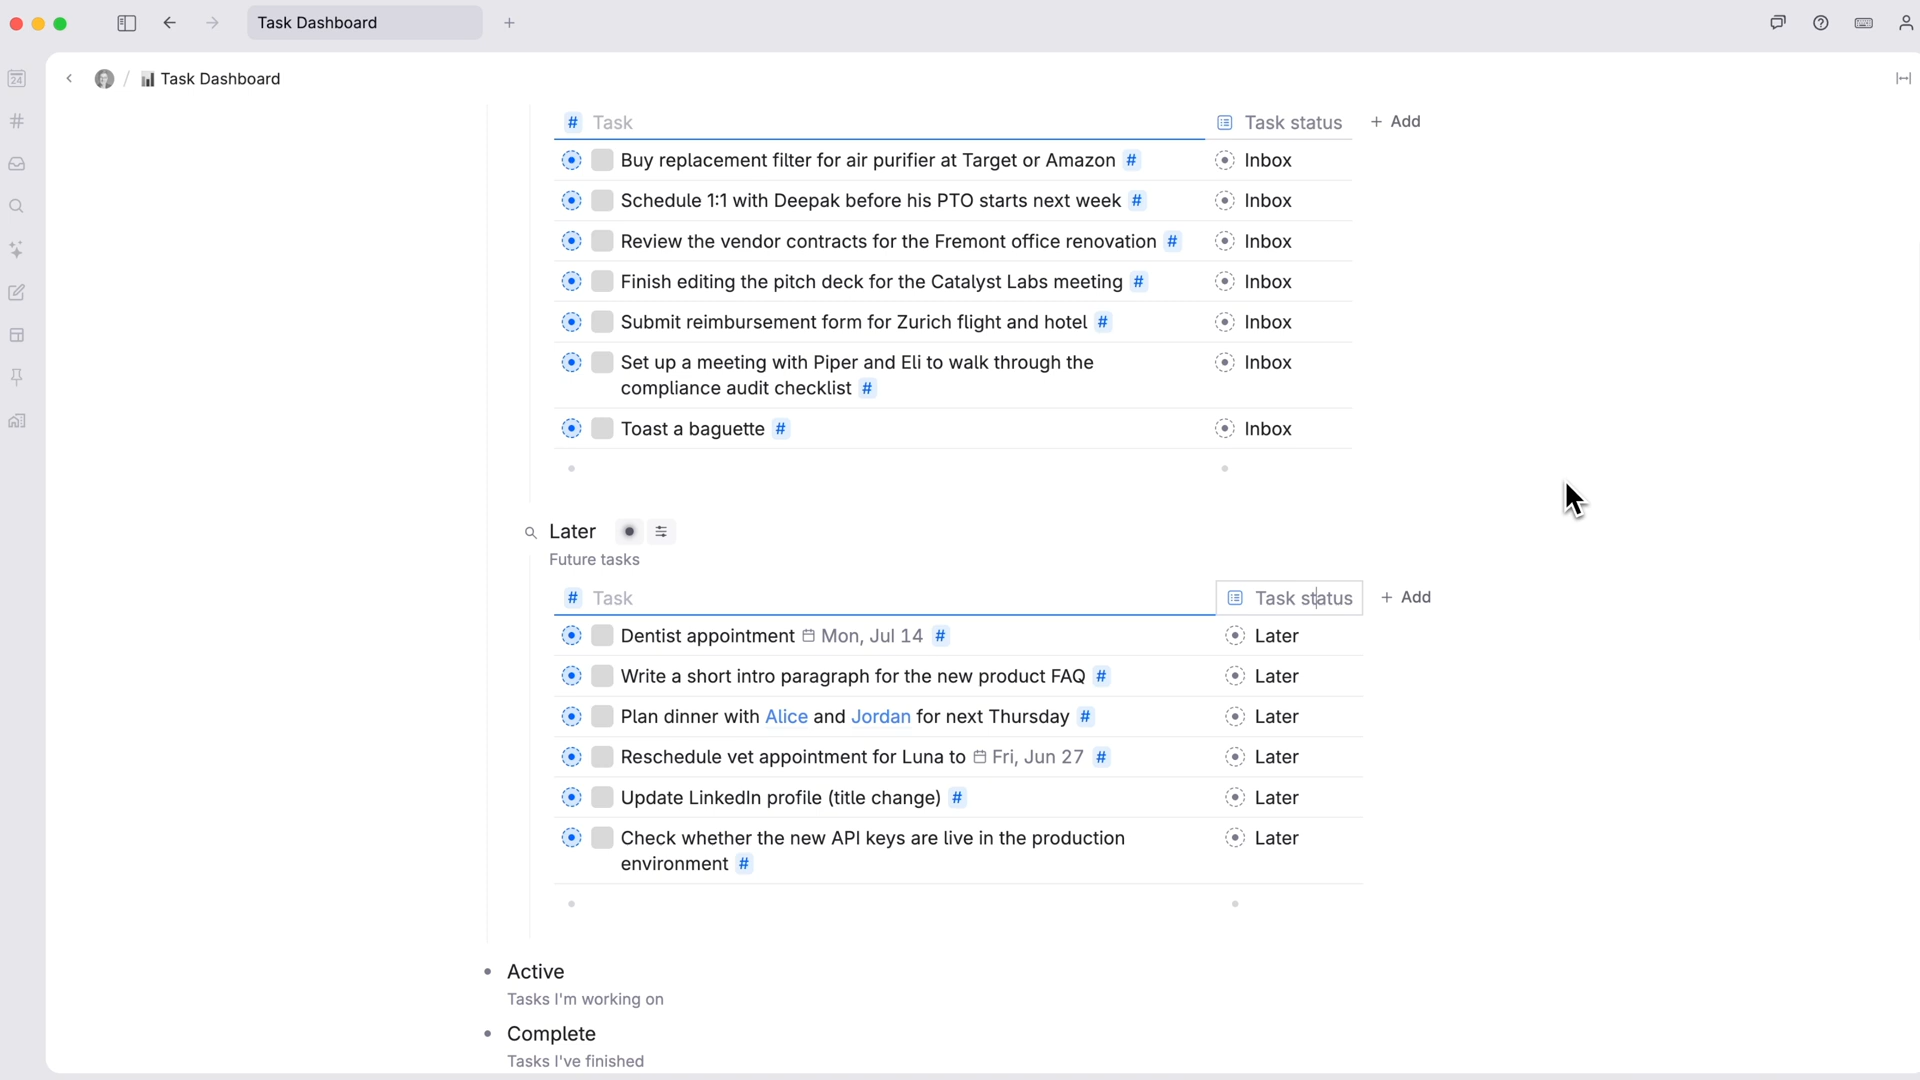 Task Dashboard
24
/ Task Dashboard
# Task Task status + Add
Buy replacement filter for air purifier at Target or Amazon # Inbox
Schedule 1:1 with Deepak before his PTO starts next week # Inbox
Review the vendor contracts for the Fremont office renovation # Inbox
Finish editing the pitch deck for the Catalyst Labs meeting # Inbox
Submit reimbursement form for Zurich flight and hotel # Inbox
Set up a meeting with Piper and Eli to walk through the Inbox
compliance audit checklist #
Toast a baguette # Inbox
Later
Future tasks
# Task Task status + Add
Dentist appointment Mon, Jul 14 # Later
Write a short intro paragraph for the new product FAQ # Later
Plan dinner with Alice and Jordan for next Thursday # Later
Reschedule vet appointment for Luna to Fri, Jun 27 # Later
Update LinkedIn profile (title change) # Later
Check whether the new API keys are live in the production Later
environment #
Active
Tasks I'm working on
Complete
Tasks I've finished